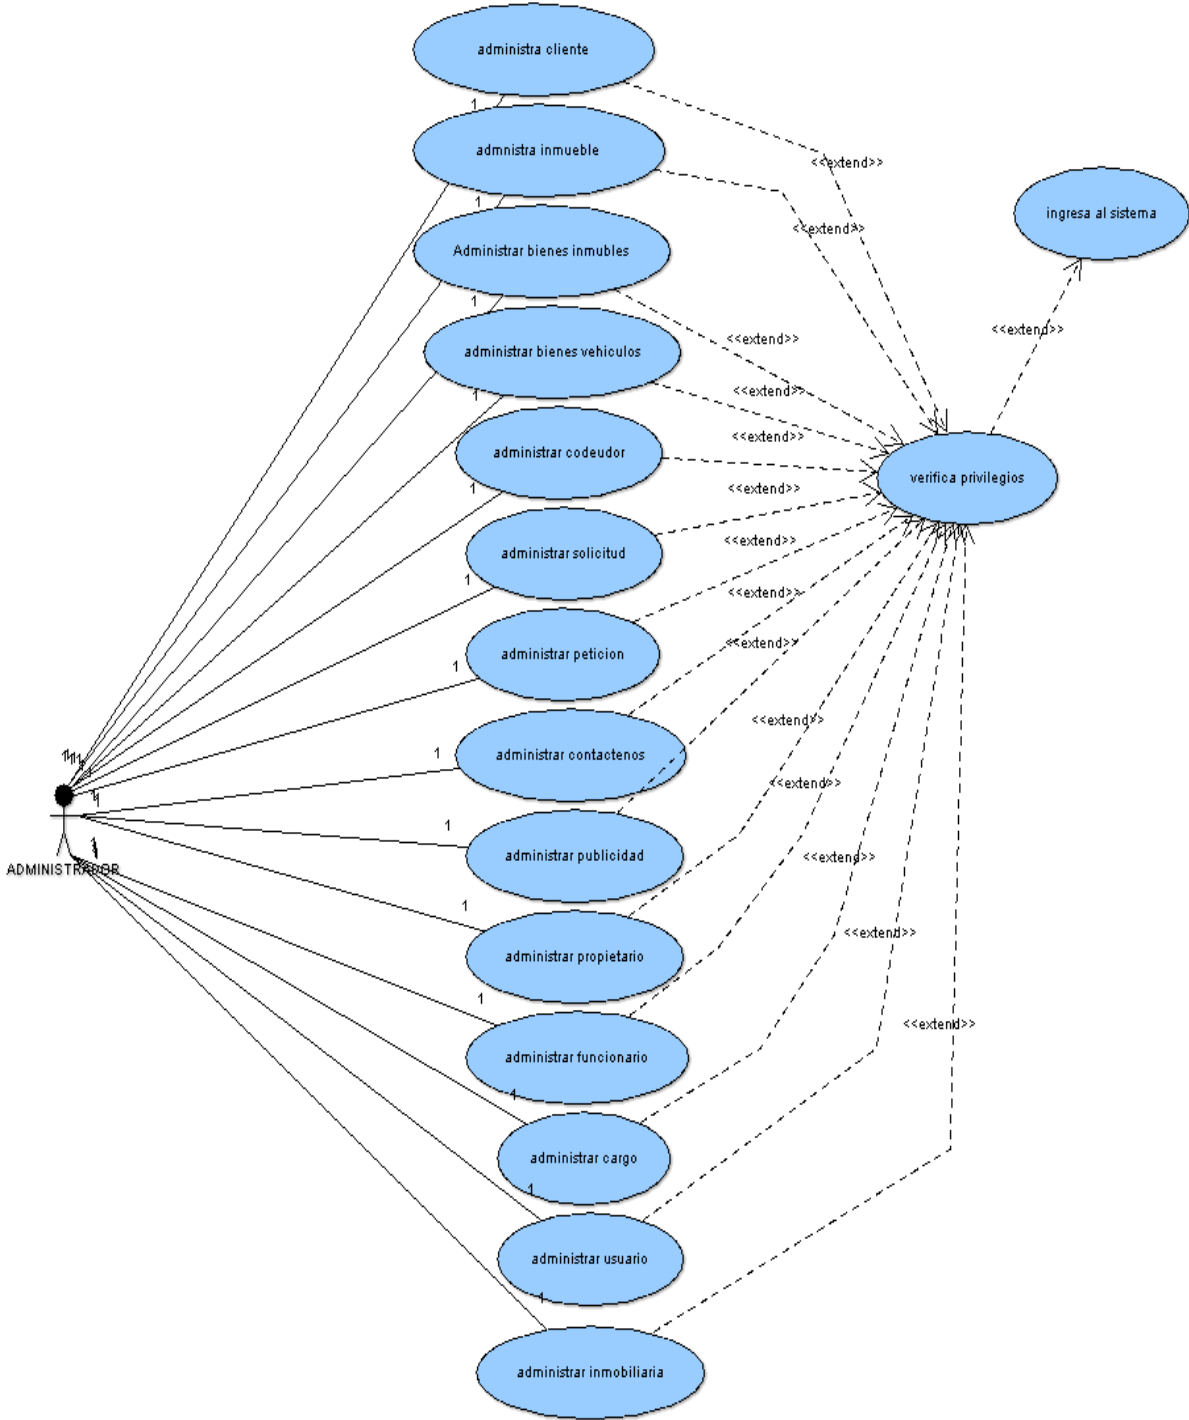 administra cliente
1
<<extend>>
admnistra inmueble
ingresa al sistema
1
<<extend>>
Administrar bienes inmubles
1
<<extend>>
<<extend>>
administrar bienes vehiculos
1
<<extend>>
<<extend>>
administrar codeudor
verifica privilegios
1
<<extend>>
<<extend>>
administrar solicitud
1
<<extend>>
<<extend>>
administrar peticion
1
<<extend>>
administrar contactenos
1
<<extend>>
ADMINISTRADOR
1
administrar publicidad
<<extend>>
1
<<extend>>
administrar propietario
1
<<extend>>
administrar funcionario
1
administrar cargo
1
administrar usuario
1
administrar inmobiliaria